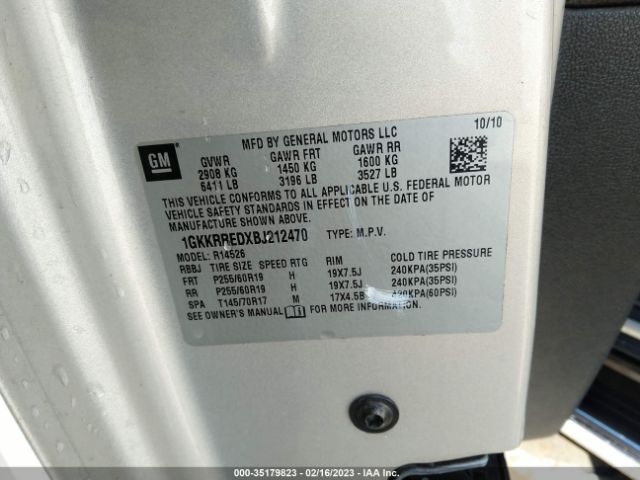 MFD BY GENERAL MOTORS LLC 10/10
GM
GVWR GAWR FRT GAWR RR
2908 KG 1450 KG 1600 KG
6411 LB 3196 LB 3527 LB
THIS VEHICLE CONFORMS TO ALL APPLICABLE U.S. FEDERAL MOTOR
VEHICLE SAFETY STANDARDS IN EFFECT ON THE DATE OF
MANUFACTURE SHOWN ABOVE.
1GKKRREDXBJ212470 TYPE: M.P.V.
MODEL: R14526
RBBJ TIRE SIZE SPEED RTG RIM COLD TIRE PRESSURE
FRT P255/60R19 H 19X7.5J 240KPA(35PSI)
RR P255/60R19 H 19X7.5J 240KPA(35PSI)
SPA T145/70R17 M 17X4.5B 420KPA(60PSI)
SEE OWNER'S MANUAL FOR MORE INFORMATION.
000-35179823 - 02/16/2023 - IAA Inc.